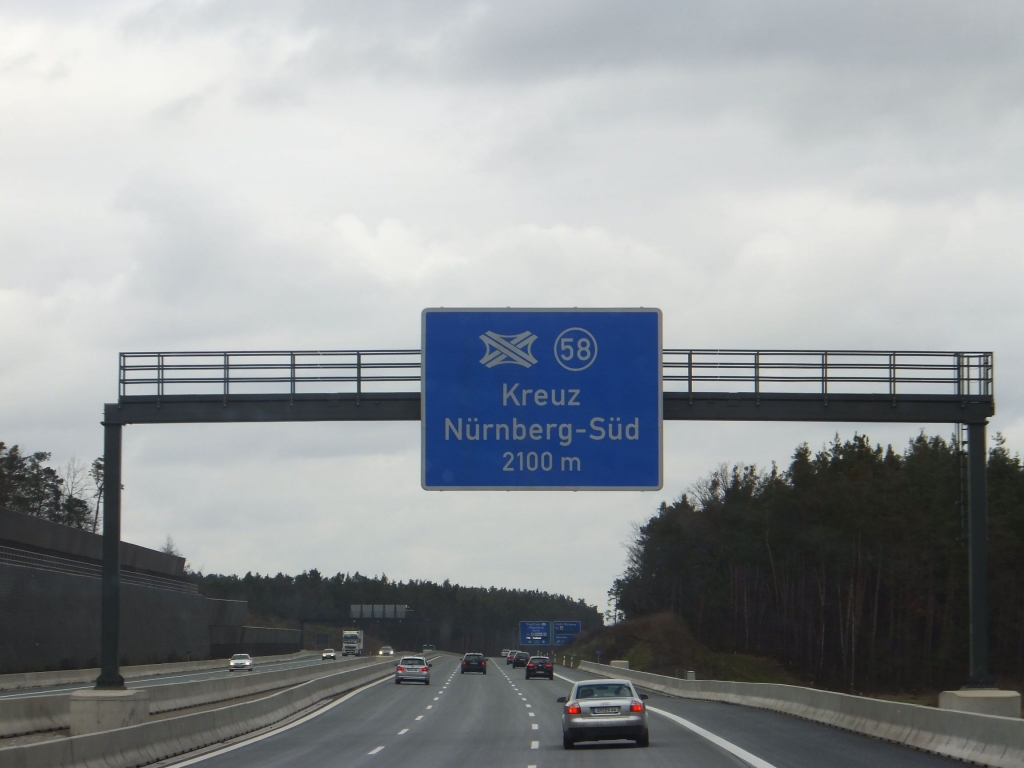 58
Kreuz
Nürnberg-Süd
2100 m